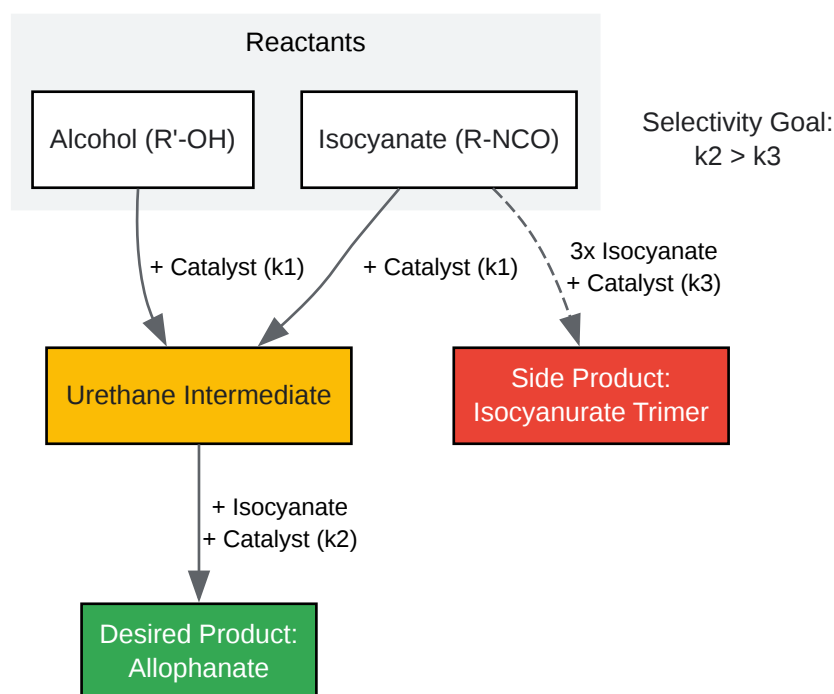 Reactants
Alcohol (R'-OH)
Isocyanate (R-NCO)
Selectivity Goal:
k2 > k3
+ Catalyst (k1)
+ Catalyst (k1)
3x Isocyanate
+ Catalyst (k3)
Urethane Intermediate
Side Product:
Isocyanurate Trimer
+ Isocyanate
+ Catalyst (k2)
Desired Product:
Allophanate